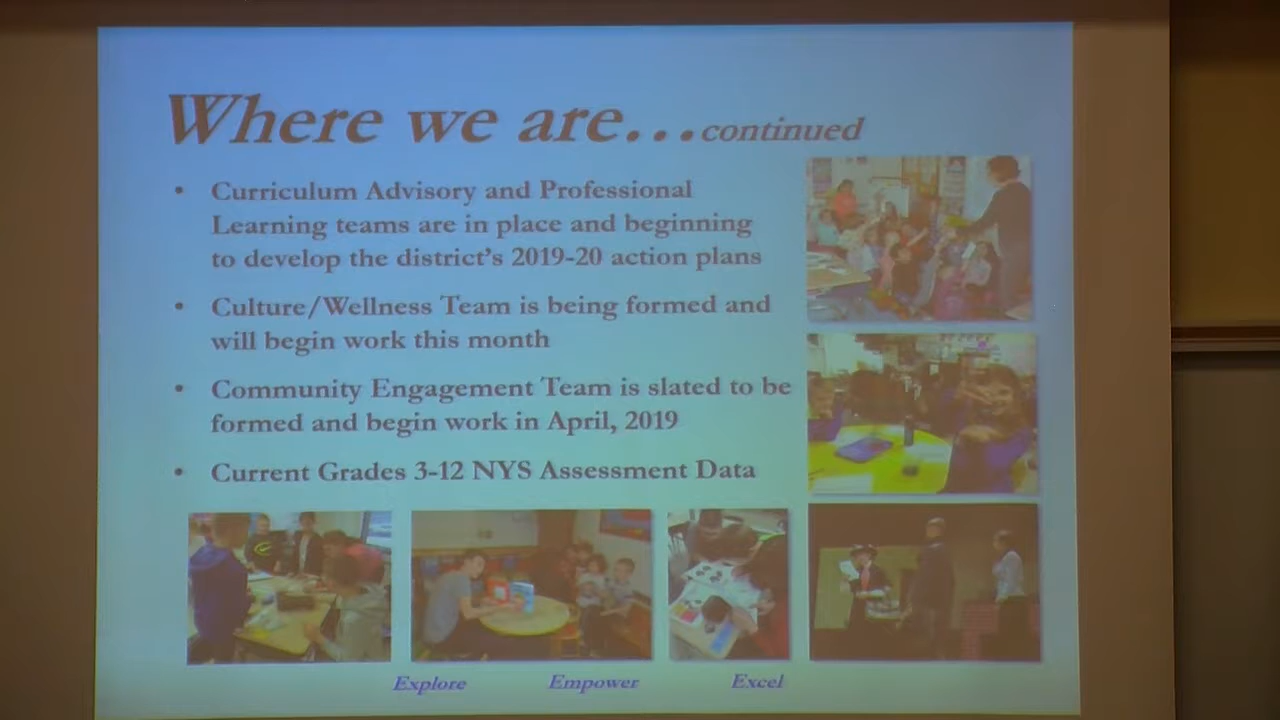 Where we are...continued
• Curriculum Advisory and Professional
Learning teams are in place and beginning
to develop the district's 2019-20 action plans
• Culture/Wellness Team is being formed and
will begin work this month
• Community Engagement Team is slated to be
formed and begin work in April, 2019
• Current Grades 3-12 NYS Assessment Data
Explore Empower Excel